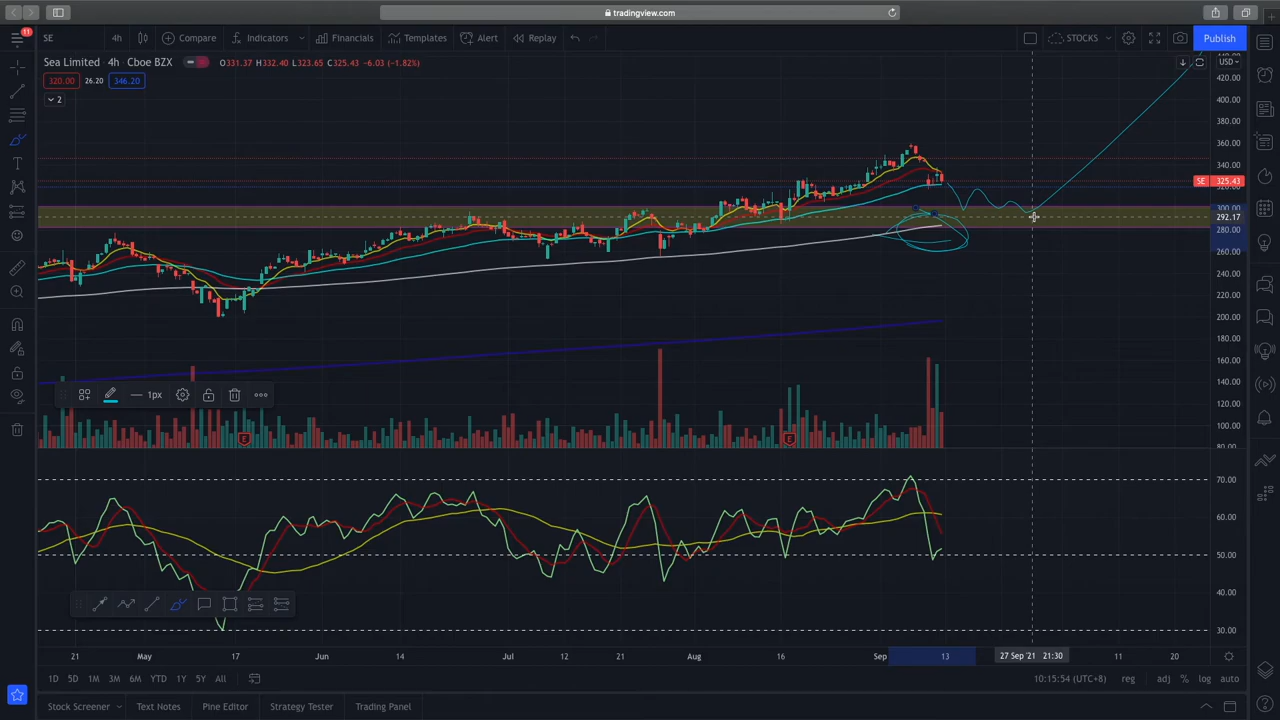 tradingview.com
11
SE
4h
Compare
Indicators
Financials
Templates
Alert
Replay
STOCKS
Publish
Sea Limited · 4h · Cboe BZX
O331.37 H332.40 L323.65 C325.43 -6.03 (-1.82%)
USD
320.00
26.20
346.20
2
420.00
400.00
380.00
360.00
340.00
SE
325.43
300.00
292.17
280.00
260.00
240.00
220.00
200.00
180.00
160.00
140.00
120.00
100.00
80.00
1px
E
E
70.00
60.00
50.00
40.00
30.00
21
May
17
Jun
14
Jul
12
21
Aug
16
Sep
13
27 Sep '21 21:30
11
20
1D
5D
1M
3M
6M
YTD
1Y
5Y
All
10:15:54 (UTC+8)
reg
adj
%
log
auto
Stock Screener
Text Notes
Pine Editor
Strategy Tester
Trading Panel